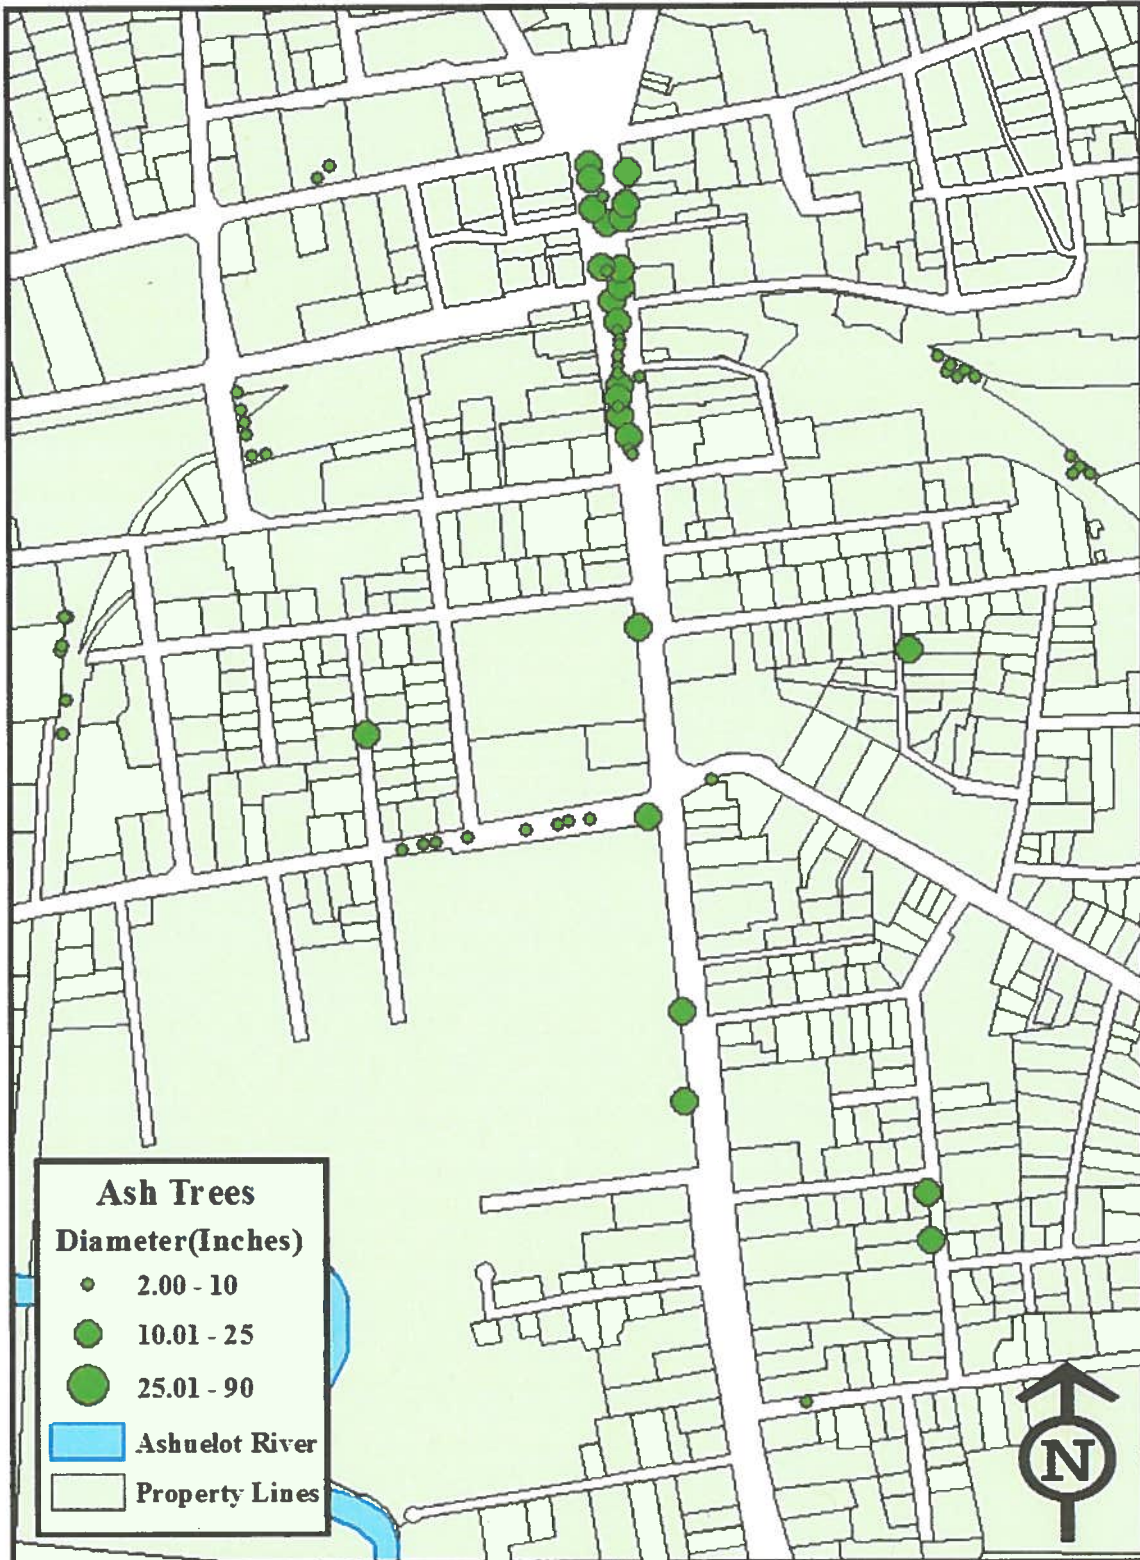 Ash Trees
Diameter(Inches)
2.00 - 10
10.01 - 25
25.01 - 90
Ashuelot River
Property Lines
N